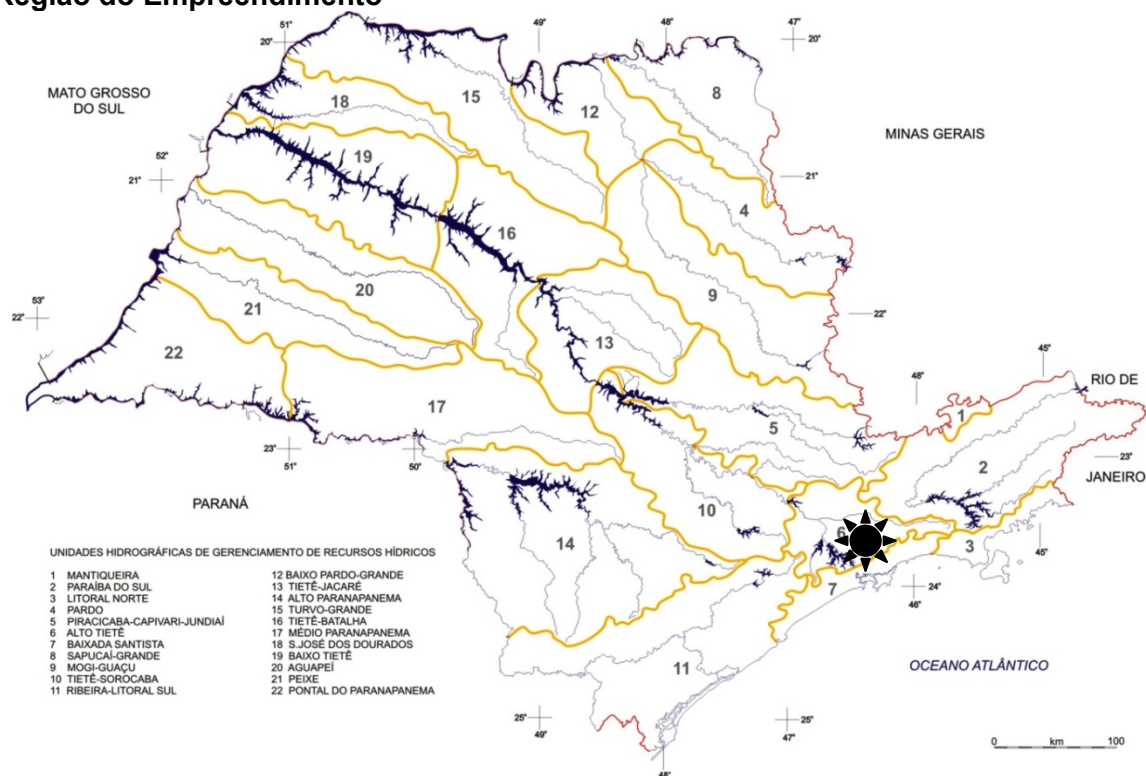 Região do Empreendimento
51°
20°
49°
48°
47°
20°
MATO GROSSO
DO SUL
MINAS GERAIS
18
15
12
8
52°
21°
19
21°
4
16
20
9
53°
22°
21
22°
13
22
45°
48°
RIO DE
1
17
5
2
23°
51°
50°
23°
JANEIRO
PARANÁ
10
6
3
45°
14
7
24°
46°
UNIDADES HIDROGRÁFICAS DE GERENCIAMENTO DE RECURSOS HÍDRICOS
1 MANTIQUEIRA
2 PARAÍBA DO SUL
3 LITORAL NORTE
4 PARDO
5 PIRACICABA-CAPIVARI-JUNDIAÍ
6 ALTO TIETÊ
7 BAIXADA SANTISTA
8 SAPUCAÍ-GRANDE
9 MOGI-GUAÇU
10 TIETÊ-SOROCABA
11 RIBEIRA-LITORAL SUL
12 BAIXO PARDO-GRANDE
13 TIETÊ-JACARÉ
14 ALTO PARANAPANEMA
15 TURVO-GRANDE
16 TIETÊ-BATALHA
17 MÉDIO PARANAPANEMA
18 S.JOSÉ DOS DOURADOS
19 BAIXO TIETÊ
20 AGUAPEÍ
21 PEIXE
22 PONTAL DO PARANAPANEMA
11
OCEANO ATLÂNTICO
25°
49°
25°
47°
0 km 100
48°